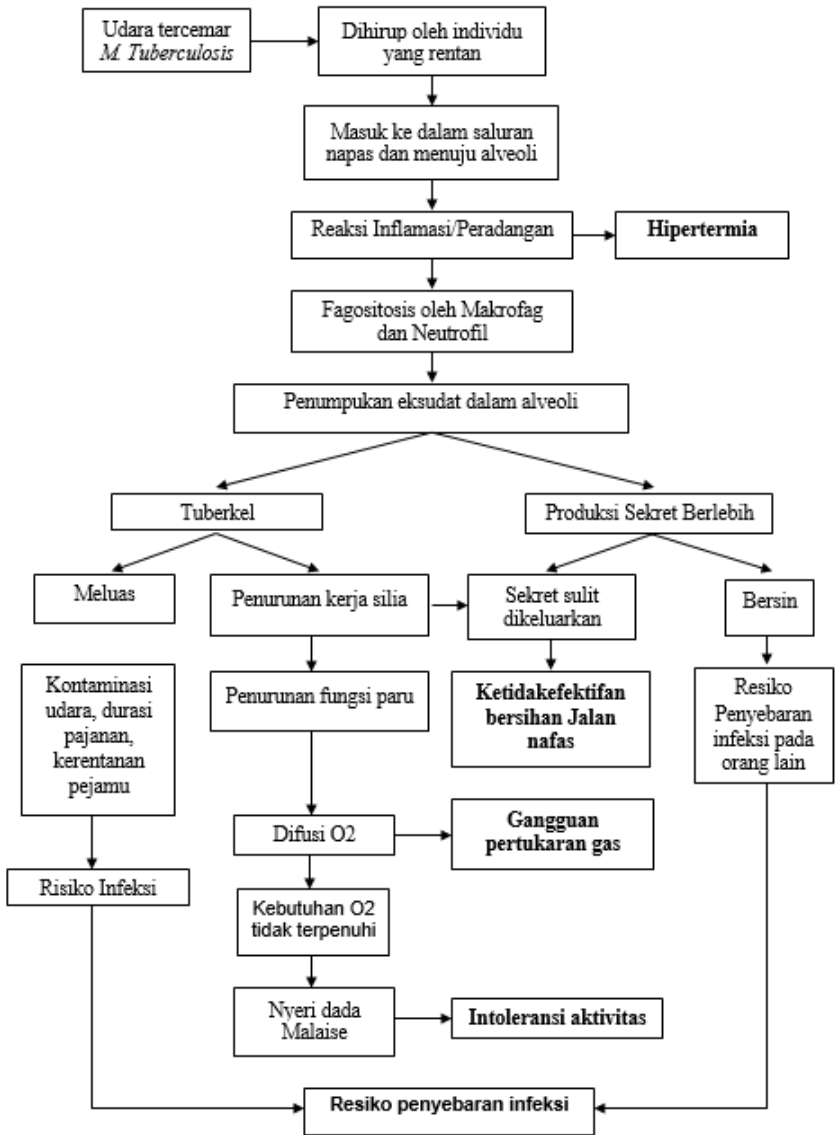 Udara tercemar
M. Tuberculosis
Dihirup oleh individu
yang rentan
Masuk ke dalam saluran
napas dan menuju alveoli
Reaksi Inflamasi/Peradangan
Hipertermia
Fagositosis oleh Makrofag
dan Neutrofil
Penumpukan eksudat dalam alveoli
Tuberkel
Produksi Sekret Berlebih
Meluas
Penurunan kerja silia
Sekret sulit
dikeluarkan
Bersin
Kontaminasi
udara, durasi
pajanan,
kerentanan
pejamu
Penurunan fungsi paru
Ketidakefektifan
bersihan Jalan
nafas
Resiko
Penyebaran
infeksi pada
orang lain
Difusi O2
Gangguan
pertukaran gas
Risiko Infeksi
Kebutuhan O2
tidak terpenuhi
Nyeri dada
Malaise
Intoleransi aktivitas
Resiko penyebaran infeksi